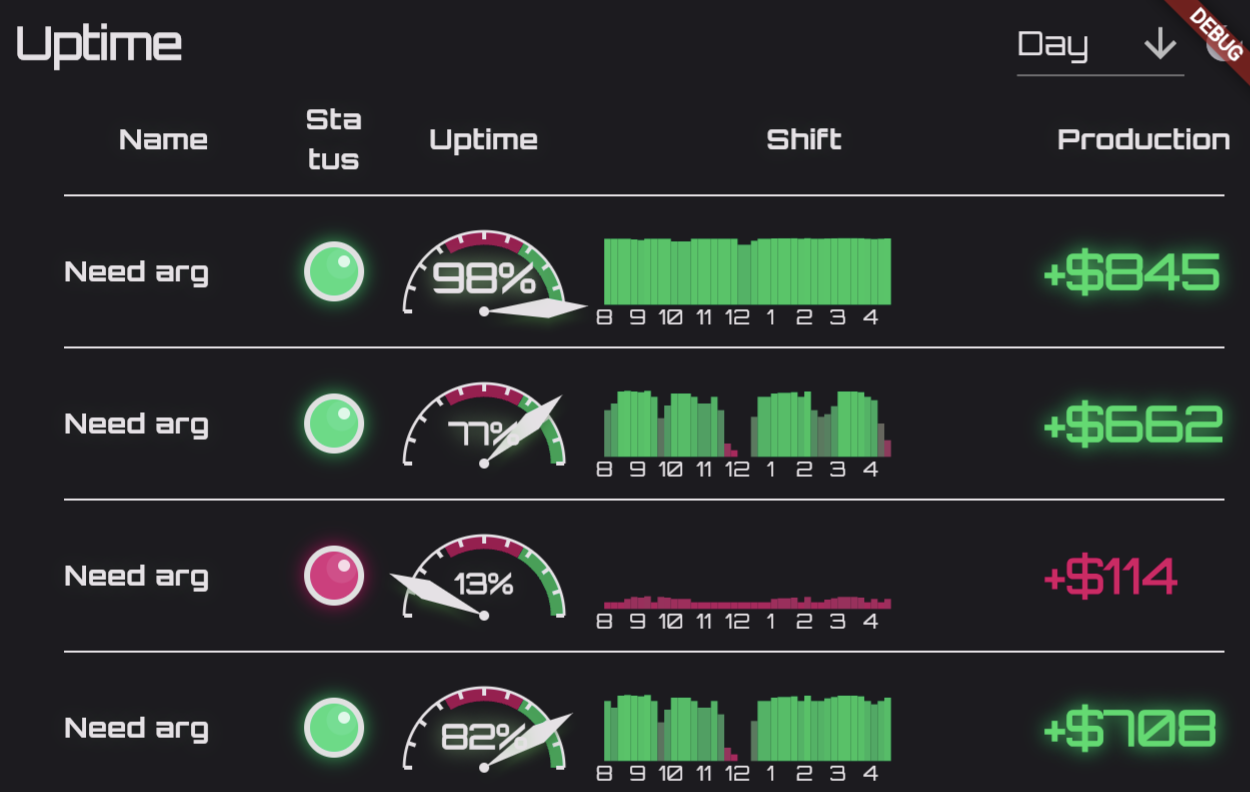 Uptime
Day
DEBUG
Name
Sta
tus
Uptime
Shift
Production
Need arg
98%
8 9 10 11 12 1 2 3 4
+$845
Need arg
77%
8 9 10 11 12 1 2 3 4
+$662
Need arg
13%
8 9 10 11 12 1 2 3 4
+$114
Need arg
82%
8 9 10 11 12 1 2 3 4
+$708